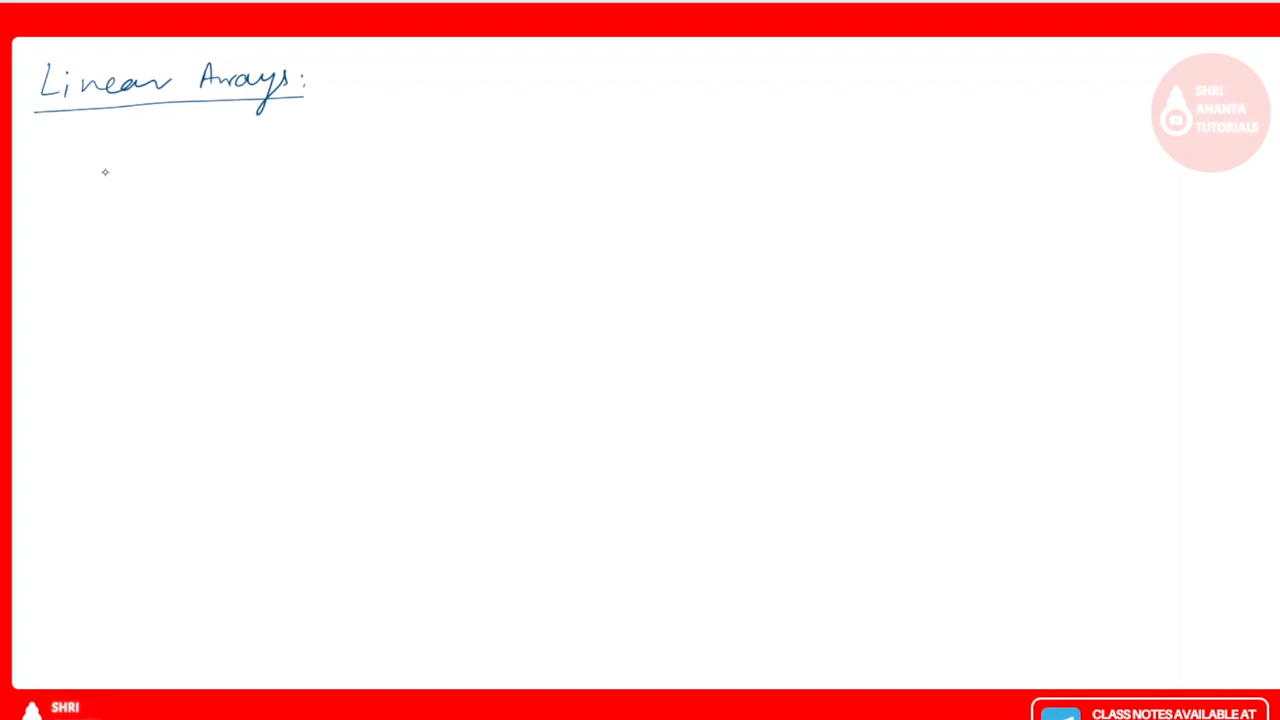 Linear Arrays:
SHRI
ANANTA
TUTORIALS
SHRI
CLASS NOTES AVAILABLE AT